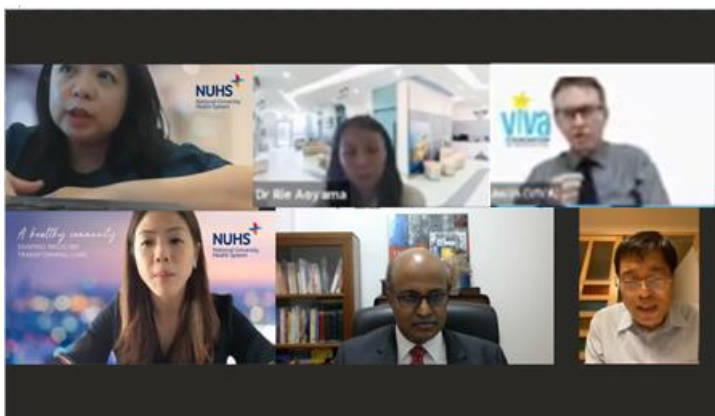 NUHS
National University
Health System
Dr Rie Aoyama
viva
FOUNDATION
A healthy community
NUHS
National University
Health System